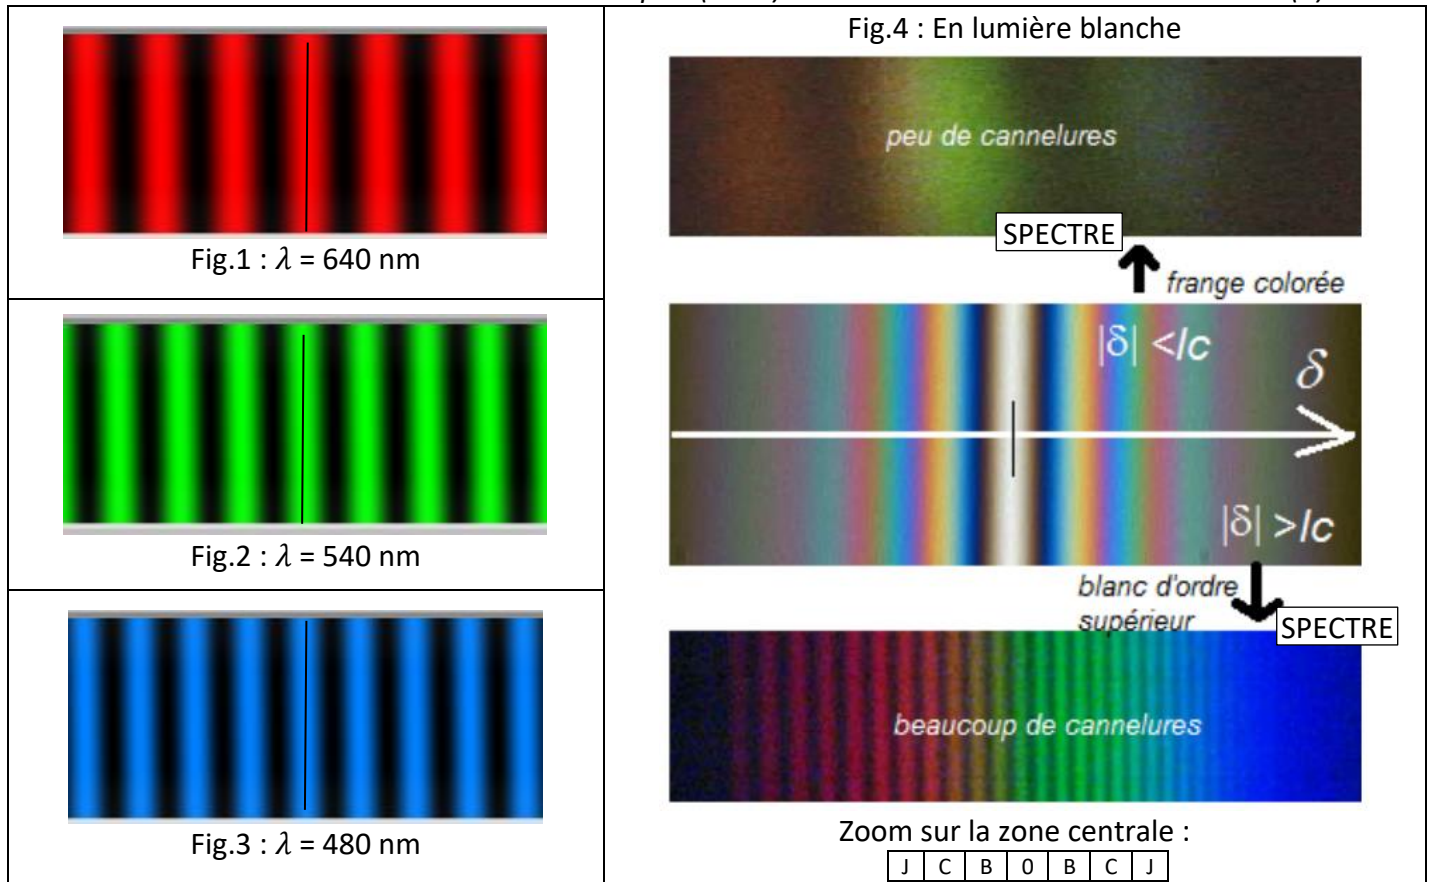 Fig.1 : λ = 640 nm
Fig.2 : λ = 540 nm
Fig.3 : λ = 480 nm
Fig.4 : En lumière blanche
peu de cannelures
SPECTRE
frange colorée
|δ| <lc
δ
|δ| >lc
blanc d'ordre
supérieur
SPECTRE
beaucoup de cannelures
Zoom sur la zone centrale :
J C B 0 B C J